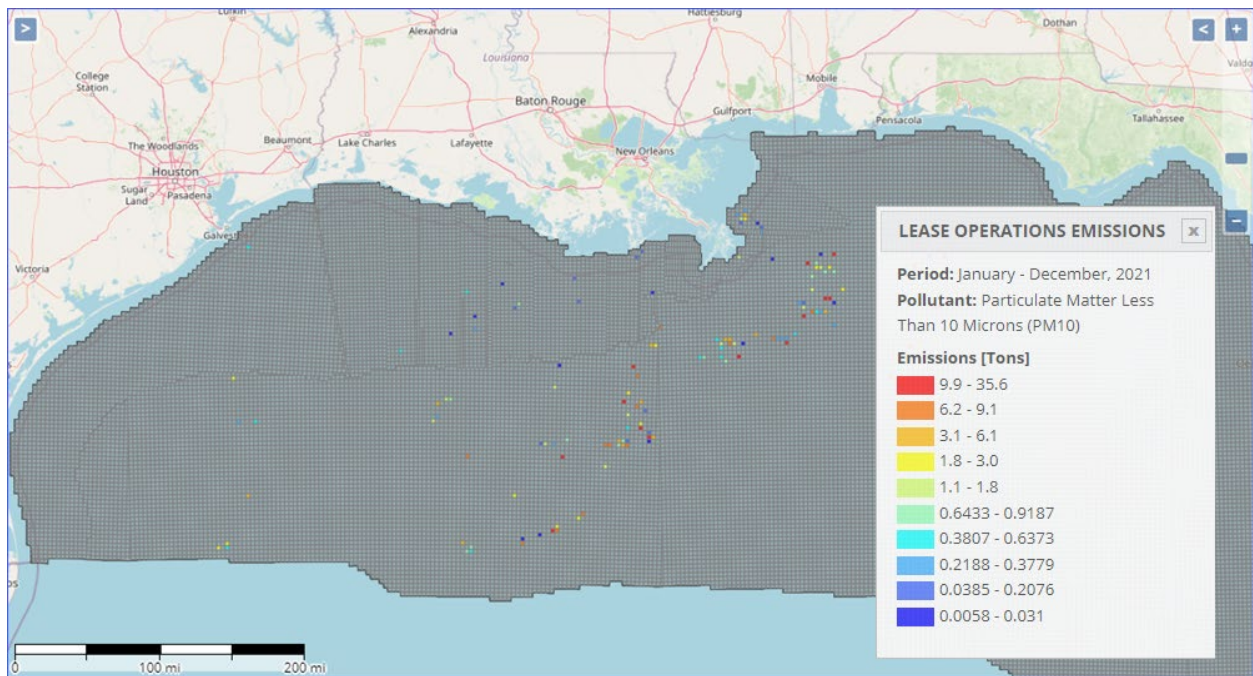 Lufkin
Alexandria
Hattiesburg
Dothan
>
<
+
Louisiana
Valdo
College
Station
Baton Rouge
Mobile
Gulfport
Pensacola
Tallahassee
Beaumont
Lake Charles
Lafayette
New Orleans
The Woodlands
Houston
Sugar
Land
Pasadena
Galvest
Victoria
−
LEASE OPERATIONS EMISSIONS
x
Period: January - December, 2021
Pollutant: Particulate Matter Less
Than 10 Microns (PM10)
Emissions [Tons]
9.9 - 35.6
6.2 - 9.1
3.1 - 6.1
1.8 - 3.0
1.1 - 1.8
0.6433 - 0.9187
0.3807 - 0.6373
0.2188 - 0.3779
0.0385 - 0.2076
0.0058 - 0.031
os
0
100 mi
200 mi